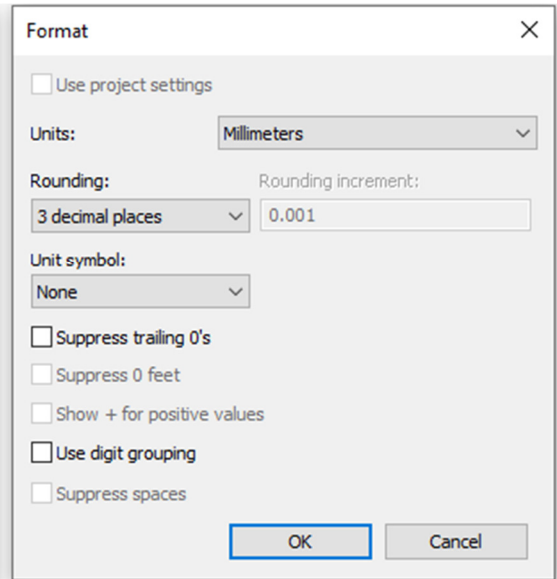 Format
Use project settings
Units: Millimeters
Rounding: Rounding increment:
3 decimal places 0.001
Unit symbol:
None
Suppress trailing 0's
Suppress 0 feet
Show + for positive values
Use digit grouping
Suppress spaces
OK Cancel